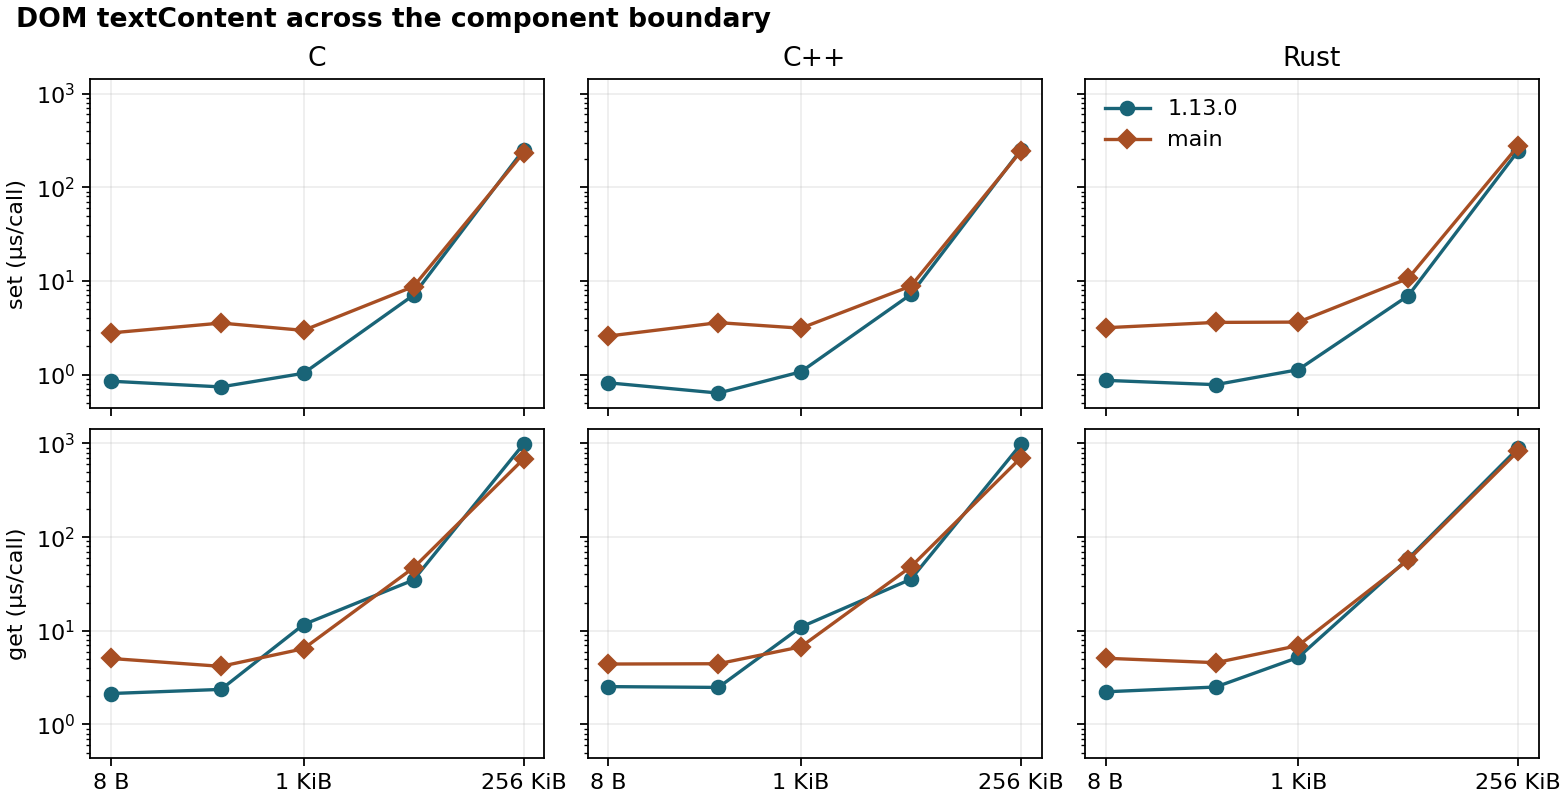 DOM textContent across the component boundary
C
C++
Rust
10³
10²
10¹
10⁰
set (µs/call)
1.13.0
main
10³
10²
10¹
10⁰
get (µs/call)
8 B
1 KiB
256 KiB
8 B
1 KiB
256 KiB
8 B
1 KiB
256 KiB